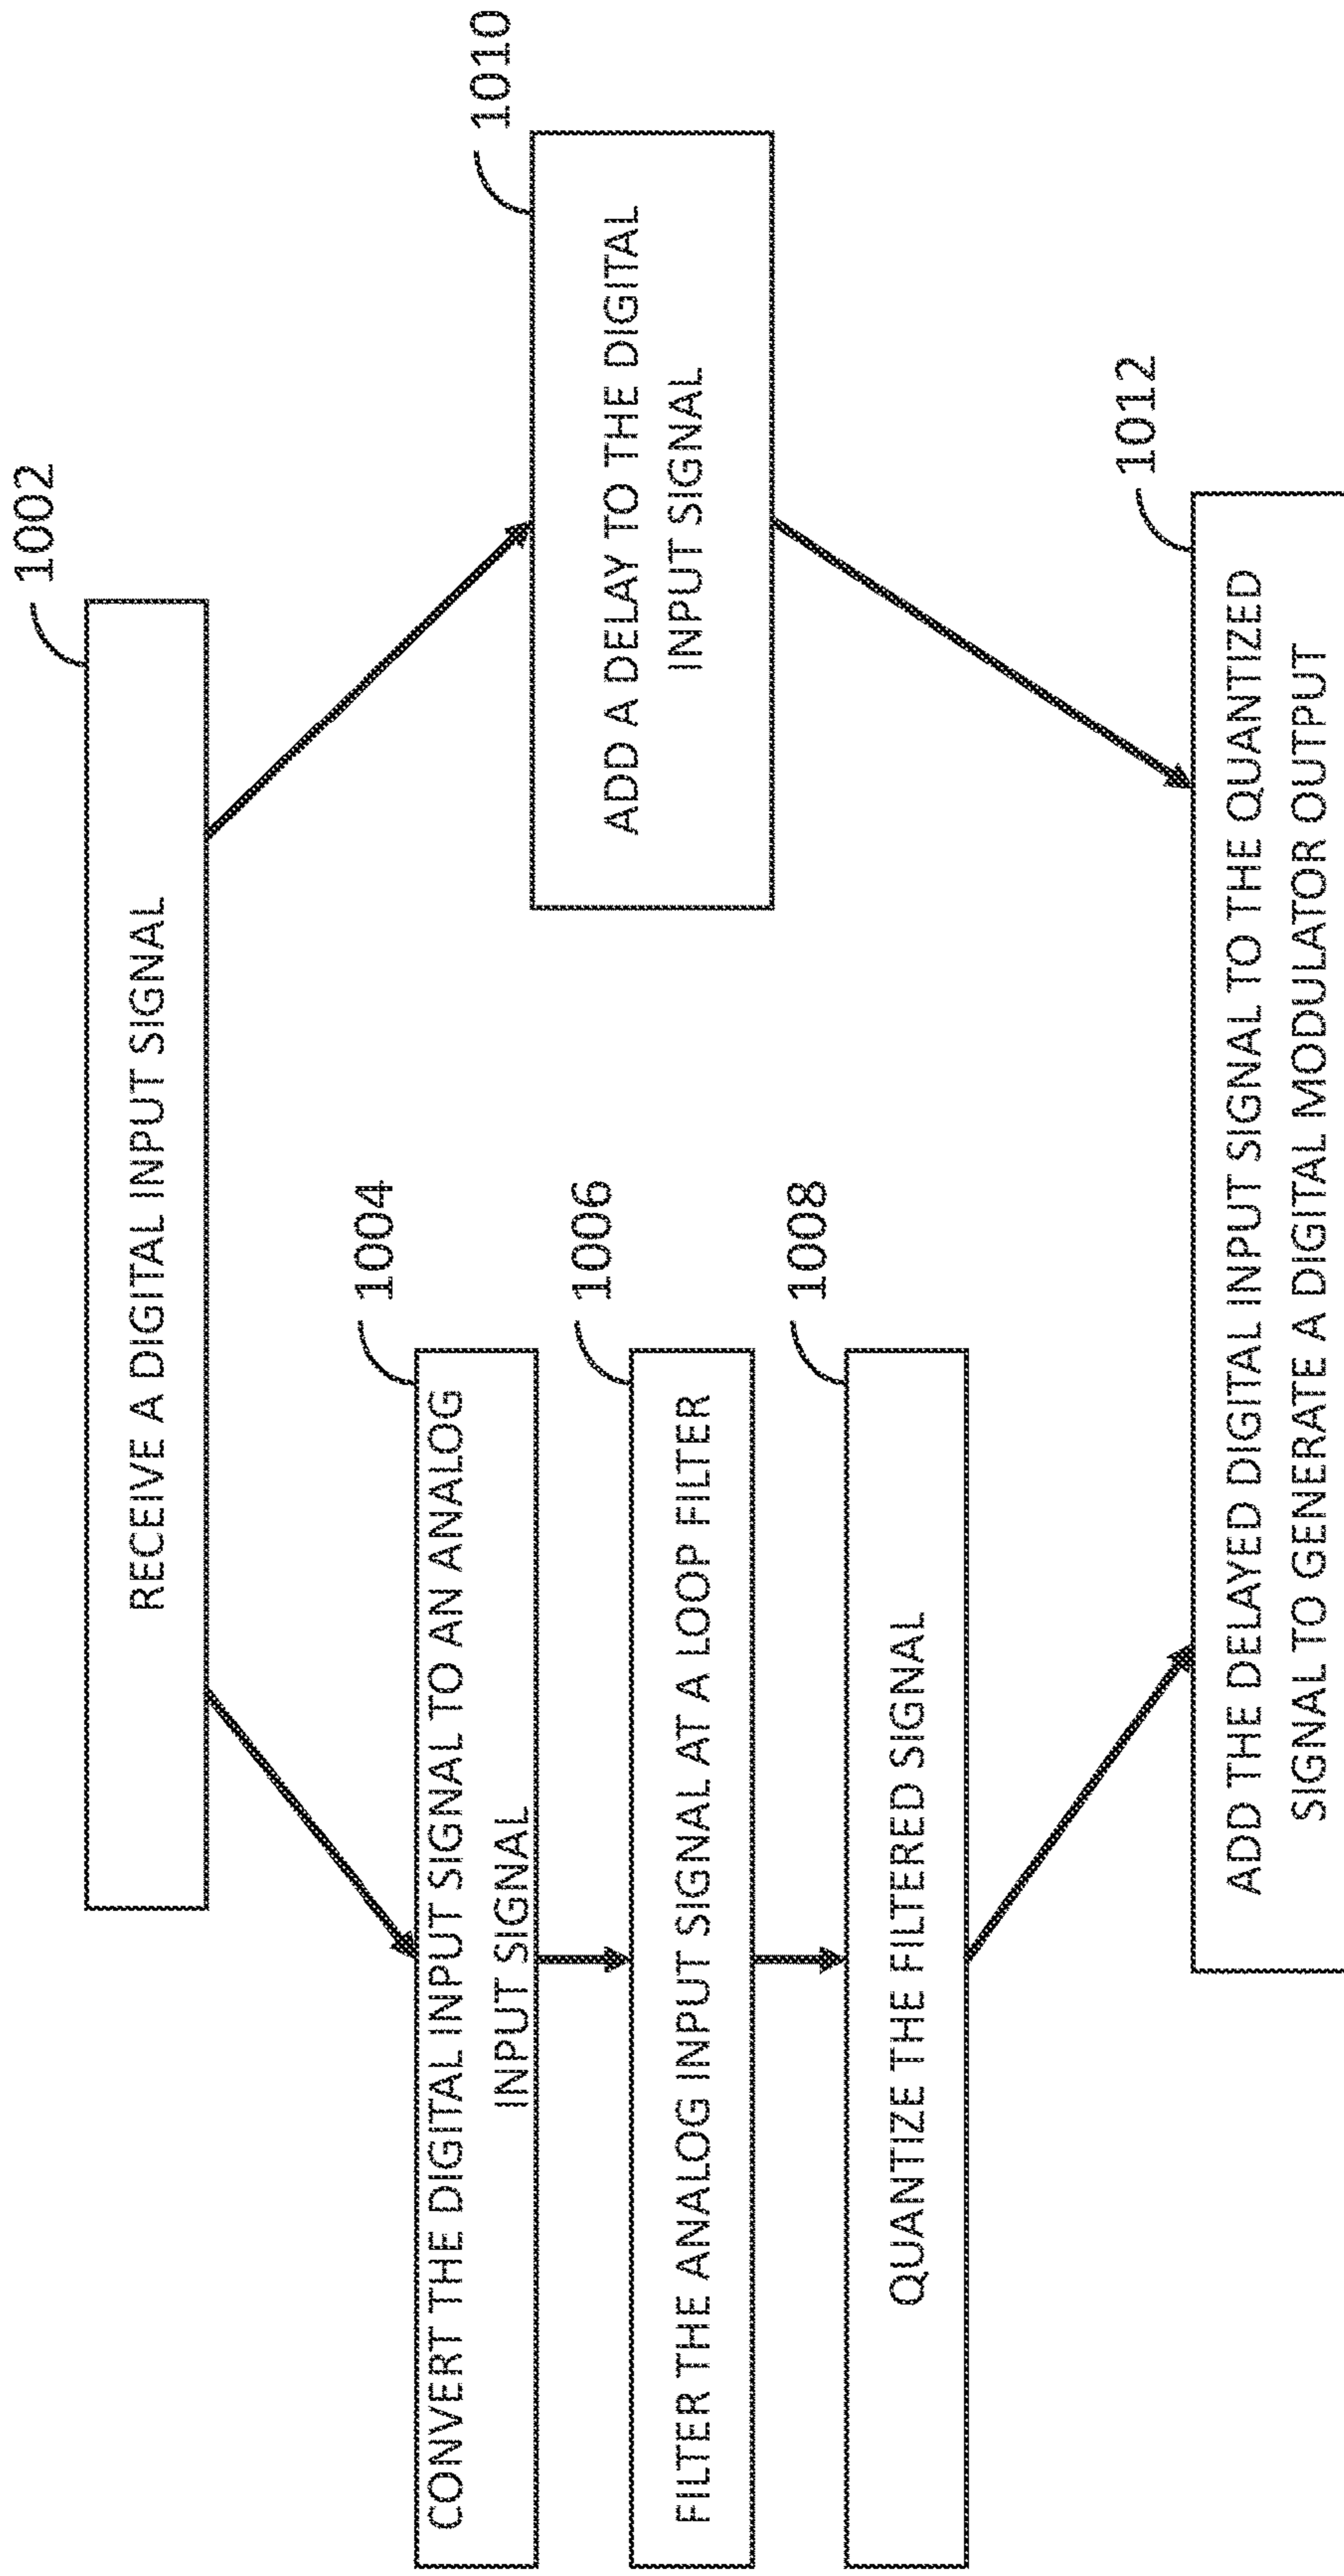 1002
RECEIVE A DIGITAL INPUT SIGNAL
1004
CONVERT THE DIGITAL INPUT SIGNAL TO AN ANALOG
INPUT SIGNAL
1006
FILTER THE ANALOG INPUT SIGNAL AT A LOOP FILTER
1008
QUANTIZE THE FILTERED SIGNAL
1010
ADD A DELAY TO THE DIGITAL
INPUT SIGNAL
1012
ADD THE DELAYED DIGITAL INPUT SIGNAL TO THE QUANTIZED
SIGNAL TO GENERATE A DIGITAL MODULATOR OUTPUT